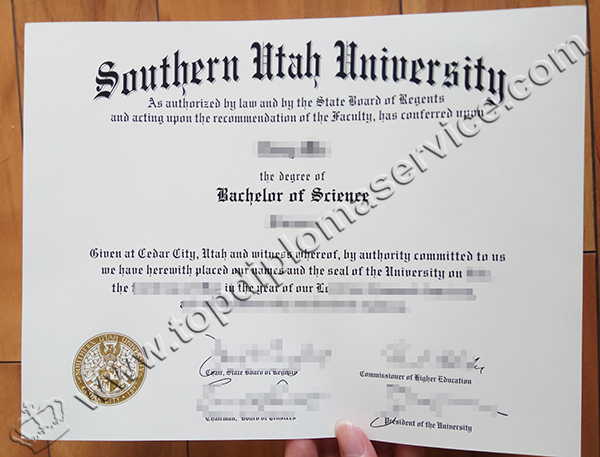 Southern Utah University
As authorized by law and by the State Board of Regents
and acting upon the recommendation of the Faculty, has conferred upon
the degree of
Bachelor of Science
Given at Cedar City, Utah and witness whereof, by authority committed to us
we have herewith placed our names and the seal of the University on
the in the year of our
Chair, State Board of Regents
Commissioner of Higher Education
Chairman, Board of Trustees
President of the University
SOUTHERN UTAH UNIVERSITY
www.topdiplomaservice.com